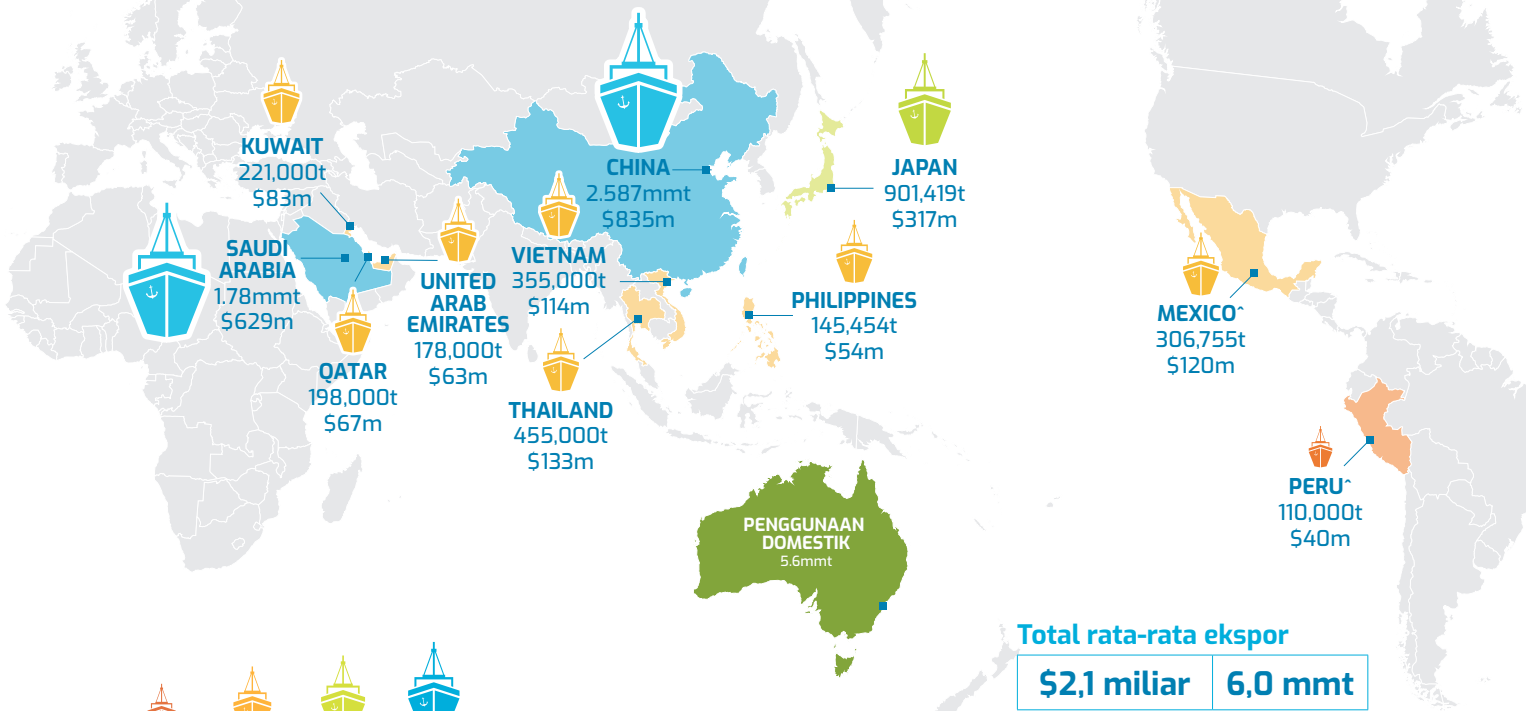 KUWAIT
221,000t
$83m
SAUDI
ARABIA
1.78mmt
$629m
QATAR
198,000t
$67m
UNITED
ARAB
EMIRATES
178,000t
$63m
VIETNAM
355,000t
$114m
THAILAND
455,000t
$133m
CHINA
2.587mmt
$835m
JAPAN
901,419t
$317m
PHILIPPINES
145,454t
$54m
MEXICO^
306,755t
$120m
PERU^
110,000t
$40m
PENGGUNAAN
DOMESTIK
5.6mmt
Total rata-rata ekspor
$2,1 miliar 6,0 mmt